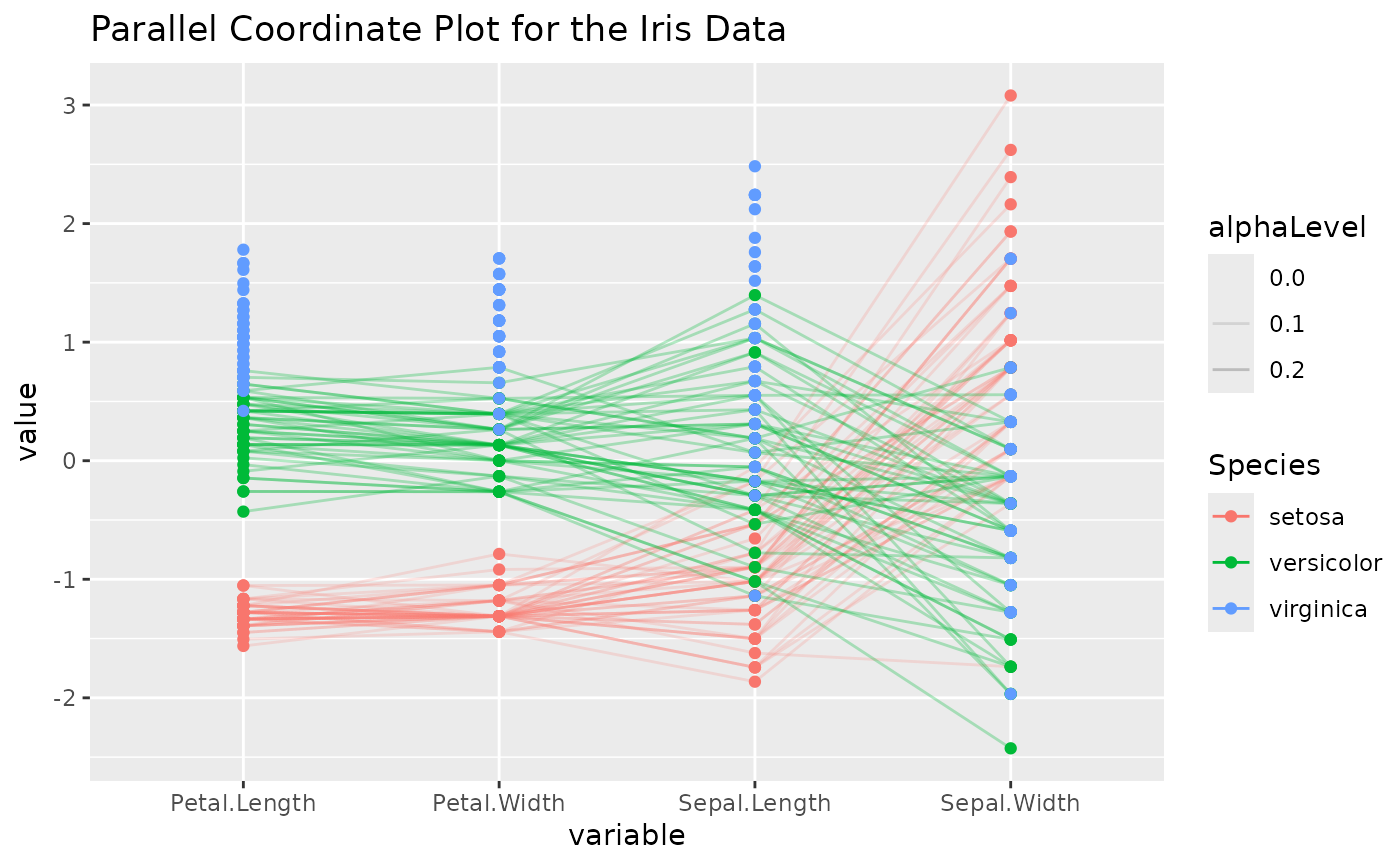 Parallel Coordinate Plot for the Iris Data
3
2
1
0
-1
-2
value
Petal.Length
Petal.Width
Sepal.Length
Sepal.Width
variable
alphaLevel
0.0
0.1
0.2
Species
setosa
versicolor
virginica